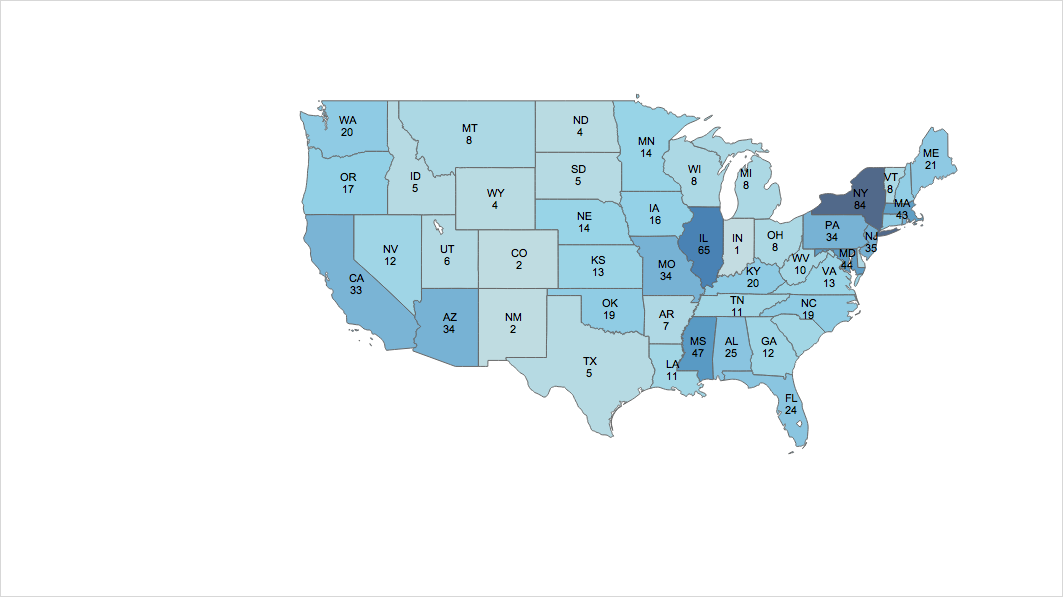 WA
20
MT
8
ND
4
MN
14
OR
17
ID
5
WY
4
SD
5
WI
8
MI
8
ME
21
VT
8
NY
84
MA
43
NE
14
IA
16
NV
12
UT
6
CO
2
KS
13
MO
34
IL
65
IN
1
OH
8
PA
34
NJ
35
MD
44
WV
10
VA
13
KY
20
CA
33
AZ
34
NM
2
OK
19
AR
7
TN
11
NC
19
TX
5
LA
11
MS
47
AL
25
GA
12
FL
24